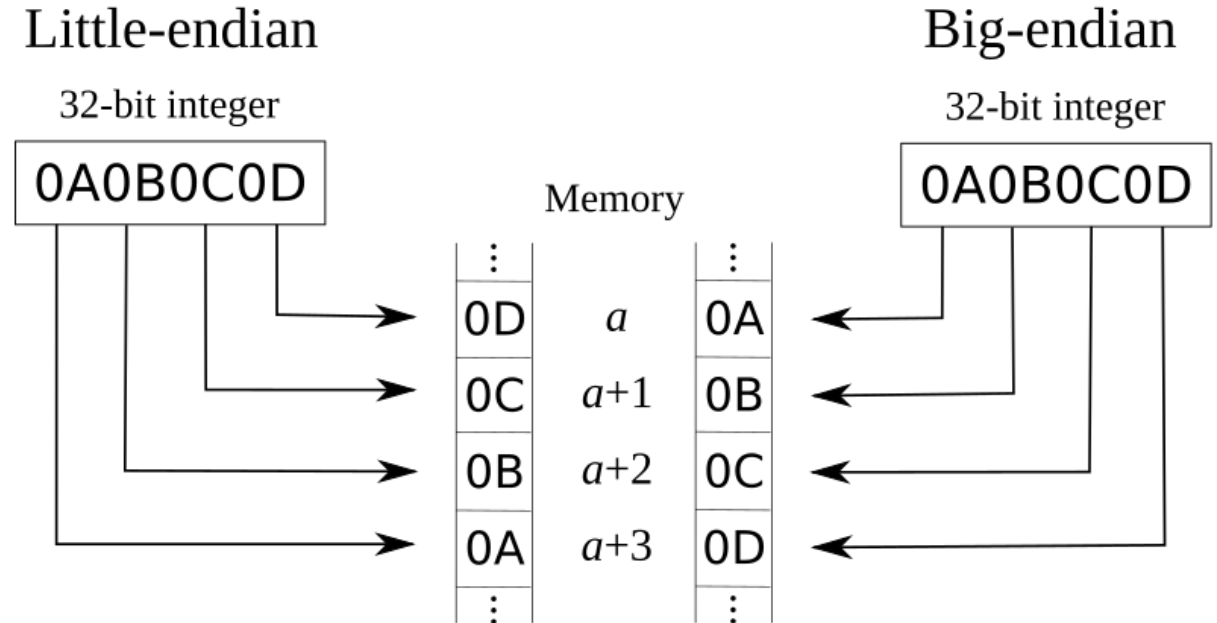 Little-endian
Big-endian
32-bit integer
32-bit integer
0A0B0C0D
0A0B0C0D
Memory
⋮ ⋮
0D a 0A
0C a+1 0B
0B a+2 0C
0A a+3 0D
⋮ ⋮